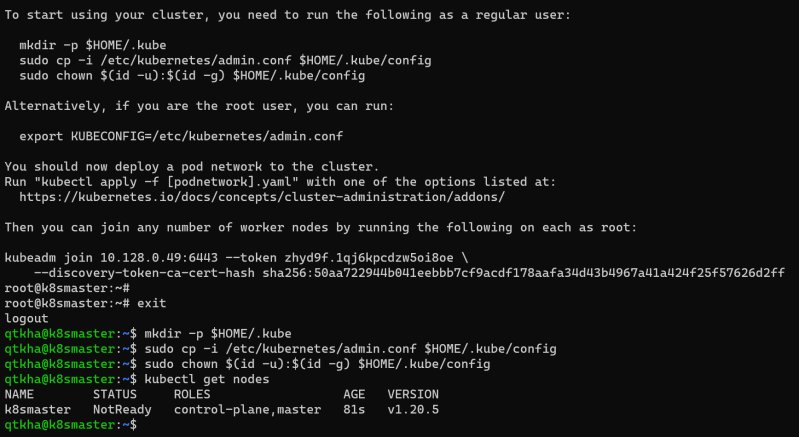 To start using your cluster, you need to run the following as a regular user:
mkdir -p $HOME/.kube
sudo cp -i /etc/kubernetes/admin.conf $HOME/.kube/config
sudo chown $(id -u):$(id -g) $HOME/.kube/config
Alternatively, if you are the root user, you can run:
export KUBECONFIG=/etc/kubernetes/admin.conf
You should now deploy a pod network to the cluster.
Run "kubectl apply -f [podnetwork].yaml" with one of the options listed at:
https://kubernetes.io/docs/concepts/cluster-administration/addons/
Then you can join any number of worker nodes by running the following on each as root:
kubeadm join 10.128.0.49:6443 --token zhyd9f.1qj6kpcdzw5oi8oe \
--discovery-token-ca-cert-hash sha256:50aa722944b041eebbb7cf9acdf178aafa34d43b4967a41a424f25f57626d2ff
root@k8smaster:~#
root@k8smaster:~# exit
logout
qtkha@k8smaster:~$ mkdir -p $HOME/.kube
qtkha@k8smaster:~$ sudo cp -i /etc/kubernetes/admin.conf $HOME/.kube/config
qtkha@k8smaster:~$ sudo chown $(id -u):$(id -g) $HOME/.kube/config
qtkha@k8smaster:~$ kubectl get nodes
NAME STATUS ROLES AGE VERSION
k8smaster NotReady control-plane,master 81s v1.20.5
qtkha@k8smaster:~$